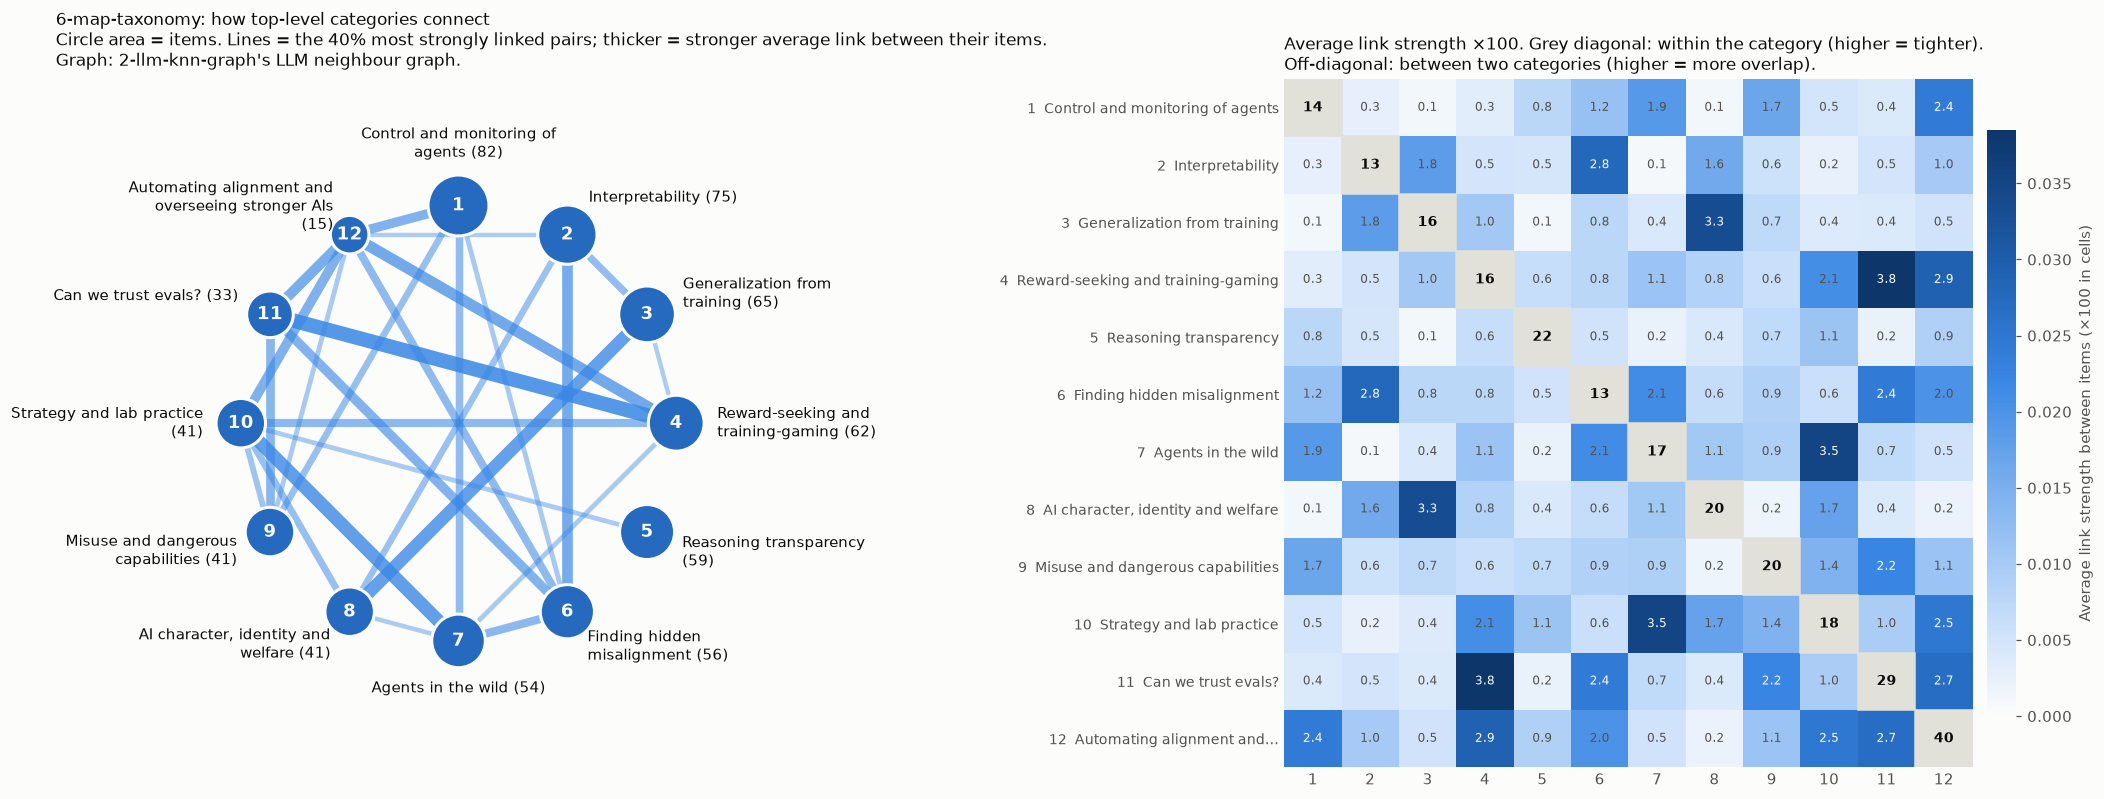 6-map-taxonomy: how top-level categories connect
Circle area = items. Lines = the 40% most strongly linked pairs; thicker = stronger average link between their items.
Graph: 2-llm-knn-graph's LLM neighbour graph.
Control and monitoring of
agents (82)
Automating alignment and
overseeing stronger AIs
(15)
Interpretability (75)
Can we trust evals? (33)
Generalization from
training (65)
Strategy and lab practice
(41)
Reward-seeking and
training-gaming (62)
Misuse and dangerous
capabilities (41)
Reasoning transparency
(59)
AI character, identity and
welfare (41)
Finding hidden
misalignment (56)
Agents in the wild (54)
1
2
3
4
5
6
7
8
9
10
11
12
Average link strength ×100. Grey diagonal: within the category (higher = tighter).
Off-diagonal: between two categories (higher = more overlap).
1 Control and monitoring of agents 14 0.3 0.1 0.3 0.8 1.2 1.9 0.1 1.7 0.5 0.4 2.4
2 Interpretability 0.3 13 1.8 0.5 0.5 2.8 0.1 1.6 0.6 0.2 0.5 1.0
3 Generalization from training 0.1 1.8 16 1.0 0.1 0.8 0.4 3.3 0.7 0.4 0.4 0.5
4 Reward-seeking and training-gaming 0.3 0.5 1.0 16 0.6 0.8 1.1 0.8 0.6 2.1 3.8 2.9
5 Reasoning transparency 0.8 0.5 0.1 0.6 22 0.5 0.2 0.4 0.7 1.1 0.2 0.9
6 Finding hidden misalignment 1.2 2.8 0.8 0.8 0.5 13 2.1 0.6 0.9 0.6 2.4 2.0
7 Agents in the wild 1.9 0.1 0.4 1.1 0.2 2.1 17 1.1 0.9 3.5 0.7 0.5
8 AI character, identity and welfare 0.1 1.6 3.3 0.8 0.4 0.6 1.1 20 0.2 1.7 0.4 0.2
9 Misuse and dangerous capabilities 1.7 0.6 0.7 0.6 0.7 0.9 0.9 0.2 20 1.4 2.2 1.1
10 Strategy and lab practice 0.5 0.2 0.4 2.1 1.1 0.6 3.5 1.7 1.4 18 1.0 2.5
11 Can we trust evals? 0.4 0.5 0.4 3.8 0.2 2.4 0.7 0.4 2.2 1.0 29 2.7
12 Automating alignment and... 2.4 1.0 0.5 2.9 0.9 2.0 0.5 0.2 1.1 2.5 2.7 40
1 2 3 4 5 6 7 8 9 10 11 12
0.035
0.030
0.025
0.020
0.015
0.010
0.005
0.000
Average link strength between items (×100 in cells)